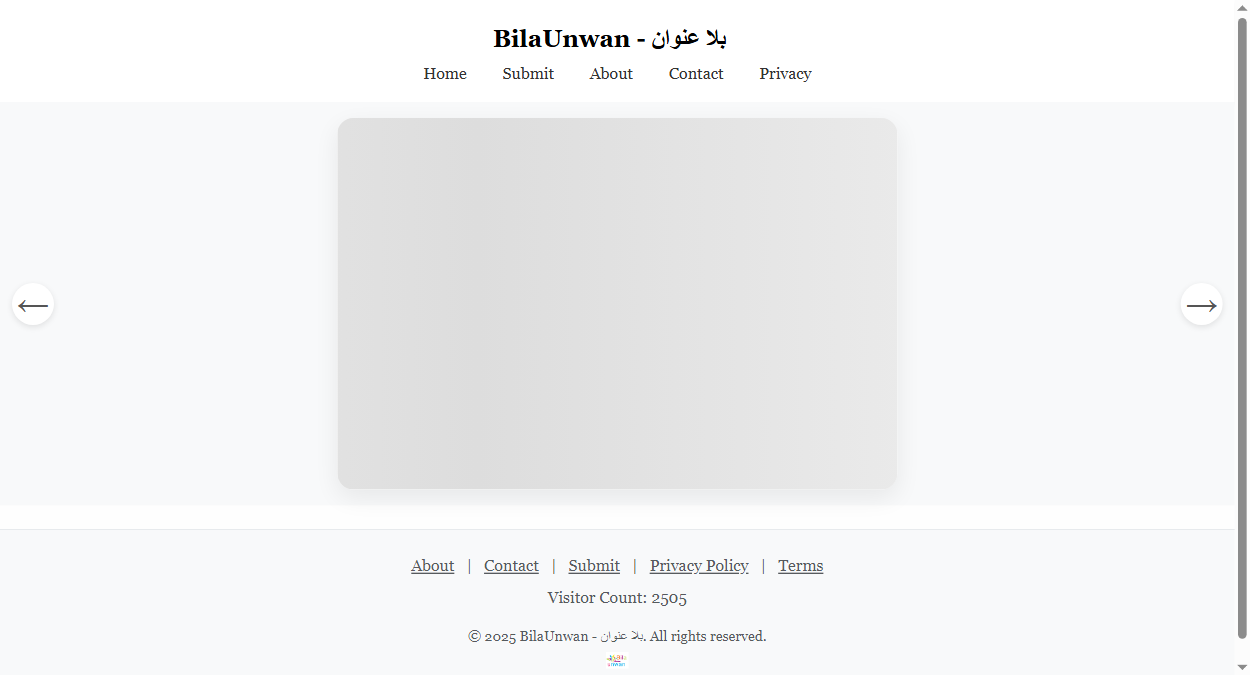 BilaUnwan - بلا عنوان
Home Submit About Contact Privacy
← →
About | Contact | Submit | Privacy Policy | Terms
Visitor Count: 2505
© 2025 BilaUnwan - بلا عنوان. All rights reserved.